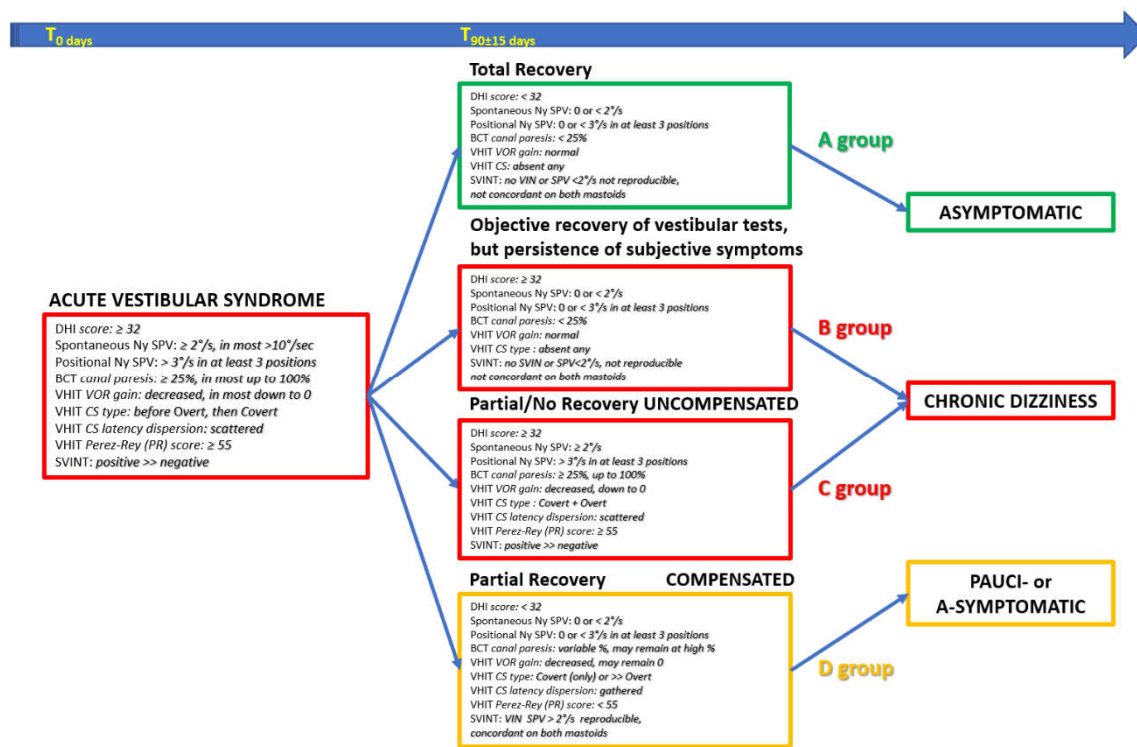 T0 days
T90±15 days
Total Recovery
DHI score: < 32
Spontaneous Ny SPV: 0 or < 2°/s
Positional Ny SPV: 0 or < 3°/s in at least 3 positions
BCT canal paresis: < 25%
VHIT VOR gain: normal
VHIT CS: absent any
SVINT: no VIN or SPV <2°/s not reproducible,
not concordant on both mastoids
A group
ASYMPTOMATIC
Objective recovery of vestibular tests,
but persistence of subjective symptoms
DHI score: ≥ 32
Spontaneous Ny SPV: 0 or < 2°/s
Positional Ny SPV: 0 or < 3°/s in at least 3 positions
BCT canal paresis: < 25%
VHIT VOR gain: normal
VHIT CS type : absent any
SVINT: no SVIN or SPV<2°/s, not reproducible
not concordant on both mastoids
B group
ACUTE VESTIBULAR SYNDROME
DHI score: ≥ 32
Spontaneous Ny SPV: ≥ 2°/s, in most >10°/sec
Positional Ny SPV: > 3°/s in at least 3 positions
BCT canal paresis: ≥ 25%, in most up to 100%
VHIT VOR gain: decreased, in most down to 0
VHIT CS type: before Overt, then Covert
VHIT CS latency dispersion: scattered
VHIT Perez-Rey (PR) score: ≥ 55
SVINT: positive >> negative
CHRONIC DIZZINESS
Partial/No Recovery UNCOMPENSATED
DHI score: ≥ 32
Spontaneous Ny SPV: ≥ 2°/s
Positional Ny SPV: > 3°/s in at least 3 positions
BCT canal paresis: ≥ 25%, up to 100%
VHIT VOR gain: decreased, down to 0
VHIT CS type : Covert + Overt
VHIT CS latency dispersion: scattered
VHIT Perez-Rey (PR) score: ≥ 55
SVINT: positive >> negative
C group
Partial Recovery COMPENSATED
DHI score: < 32
Spontaneous Ny SPV: 0 or < 2°/s
Positional Ny SPV: 0 or < 3°/s in at least 3 positions
BCT canal paresis: variable %, may remain at high %
VHIT VOR gain: decreased, may remain 0
VHIT CS type: Covert (only) or >> Overt
VHIT CS latency dispersion: gathered
VHIT Perez-Rey (PR) score: < 55
SVINT: VIN SPV > 2°/s reproducible,
concordant on both mastoids
D group
PAUCI- or
A-SYMPTOMATIC